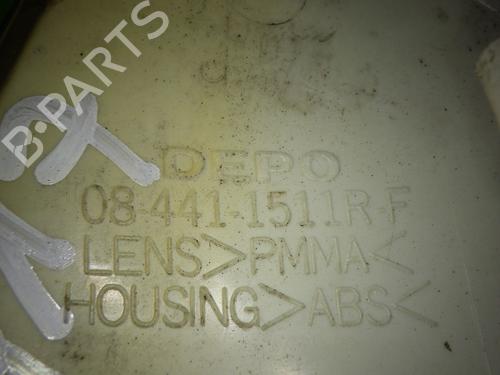 B·PARTS
DEPO
08-441-1511R-F
LENS>PMMA<
HOUSING>ABS<